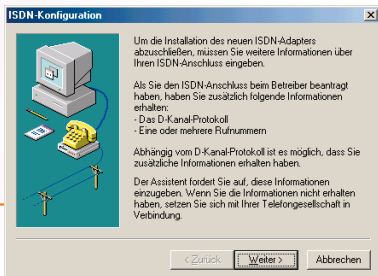 ISDN-Konfiguration
Um die Installation des neuen ISDN-Adapters
abzuschließen, müssen Sie weitere Informationen über
Ihren ISDN-Anschluss eingeben.
Als Sie den ISDN-Anschluss beim Betreiber beantragt
haben, haben Sie zusätzlich folgende Informationen
erhalten:
- Das D-Kanal-Protokoll
- Eine oder mehrere Rufnummern
Abhängig vom D-Kanal-Protokoll ist es möglich, dass Sie
zusätzliche Informationen erhalten haben.
Der Assistent fordert Sie auf, diese Informationen
einzugeben. Wenn Sie die Informationen nicht erhalten
haben, setzen Sie sich mit Ihrer Telefongesellschaft in
Verbindung.
< Zurück Weiter > Abbrechen